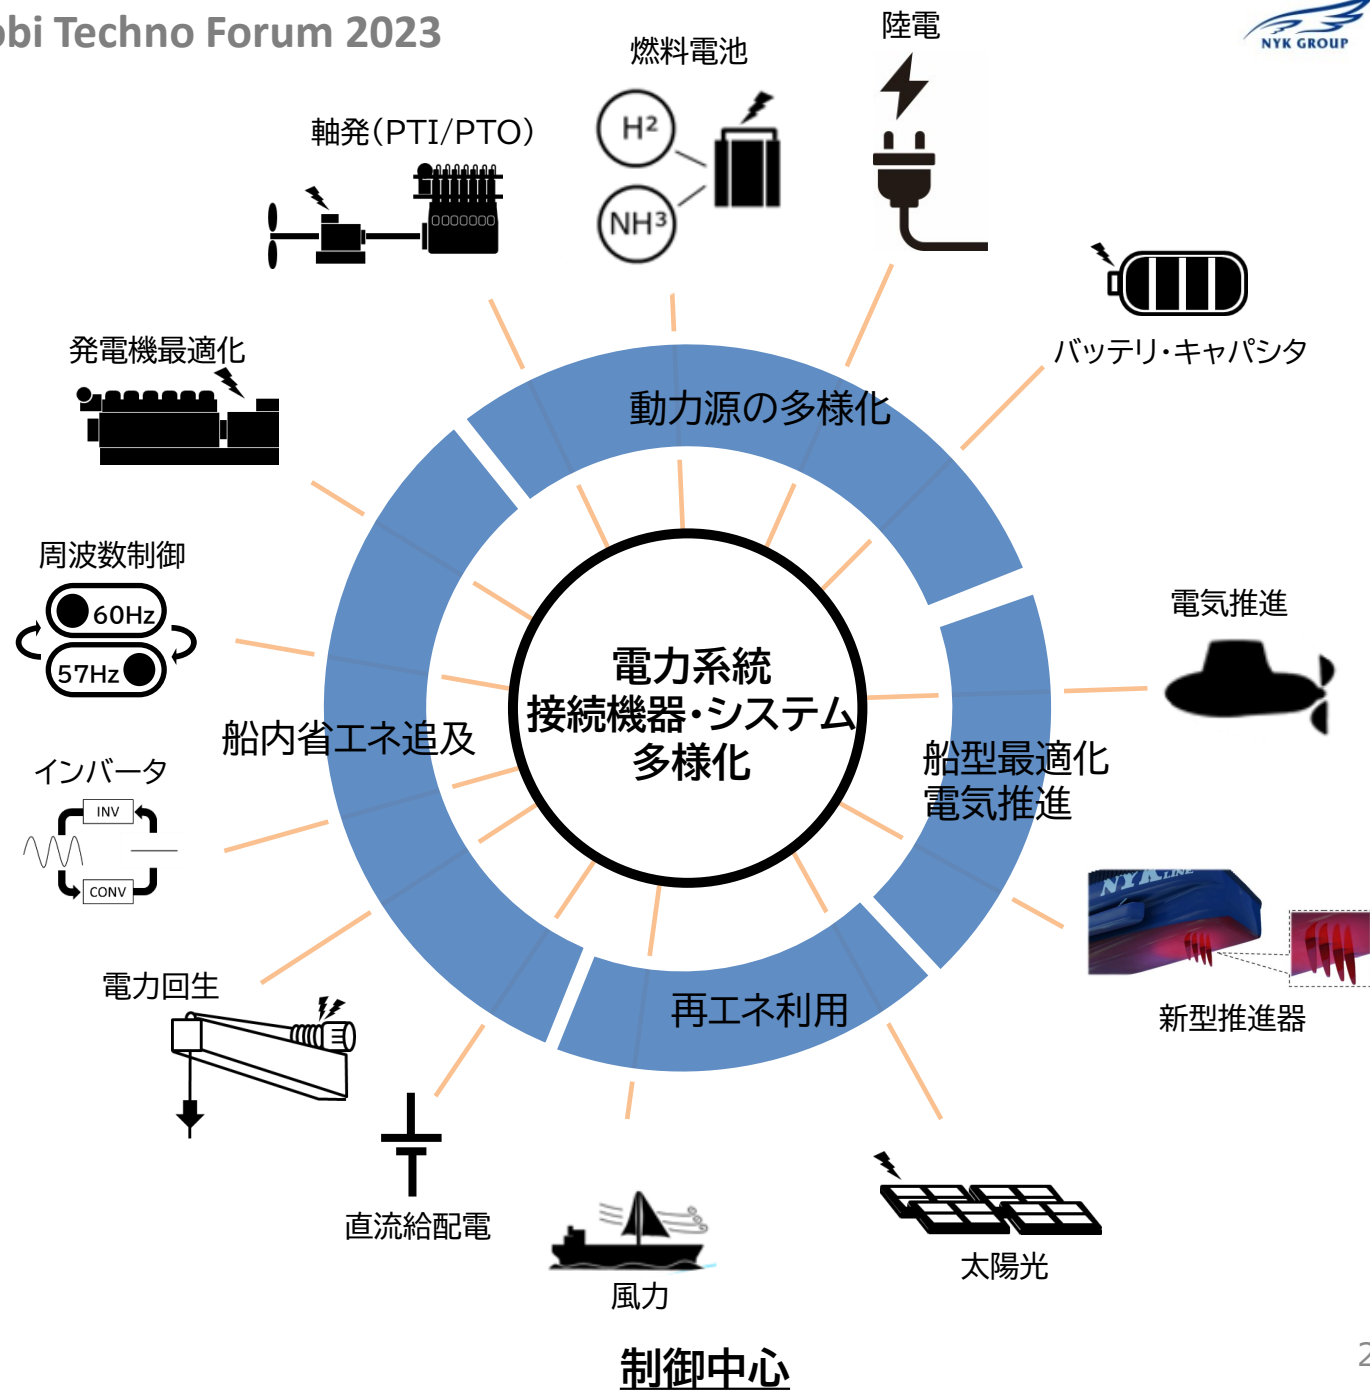 obi Techno Forum 2023
NYK GROUP
陸電
燃料電池
H²
NH³
軸発(PTI/PTO)
バッテリ・キャパシタ
発電機最適化
動力源の多様化
周波数制御
60Hz
57Hz
電気推進
電力系統
接続機器・システム
多様化
船内省エネ追及
船型最適化
電気推進
インバータ
INV
CONV
NYK LINE
新型推進器
電力回生
再エネ利用
直流給配電
風力
太陽光
制御中心
2